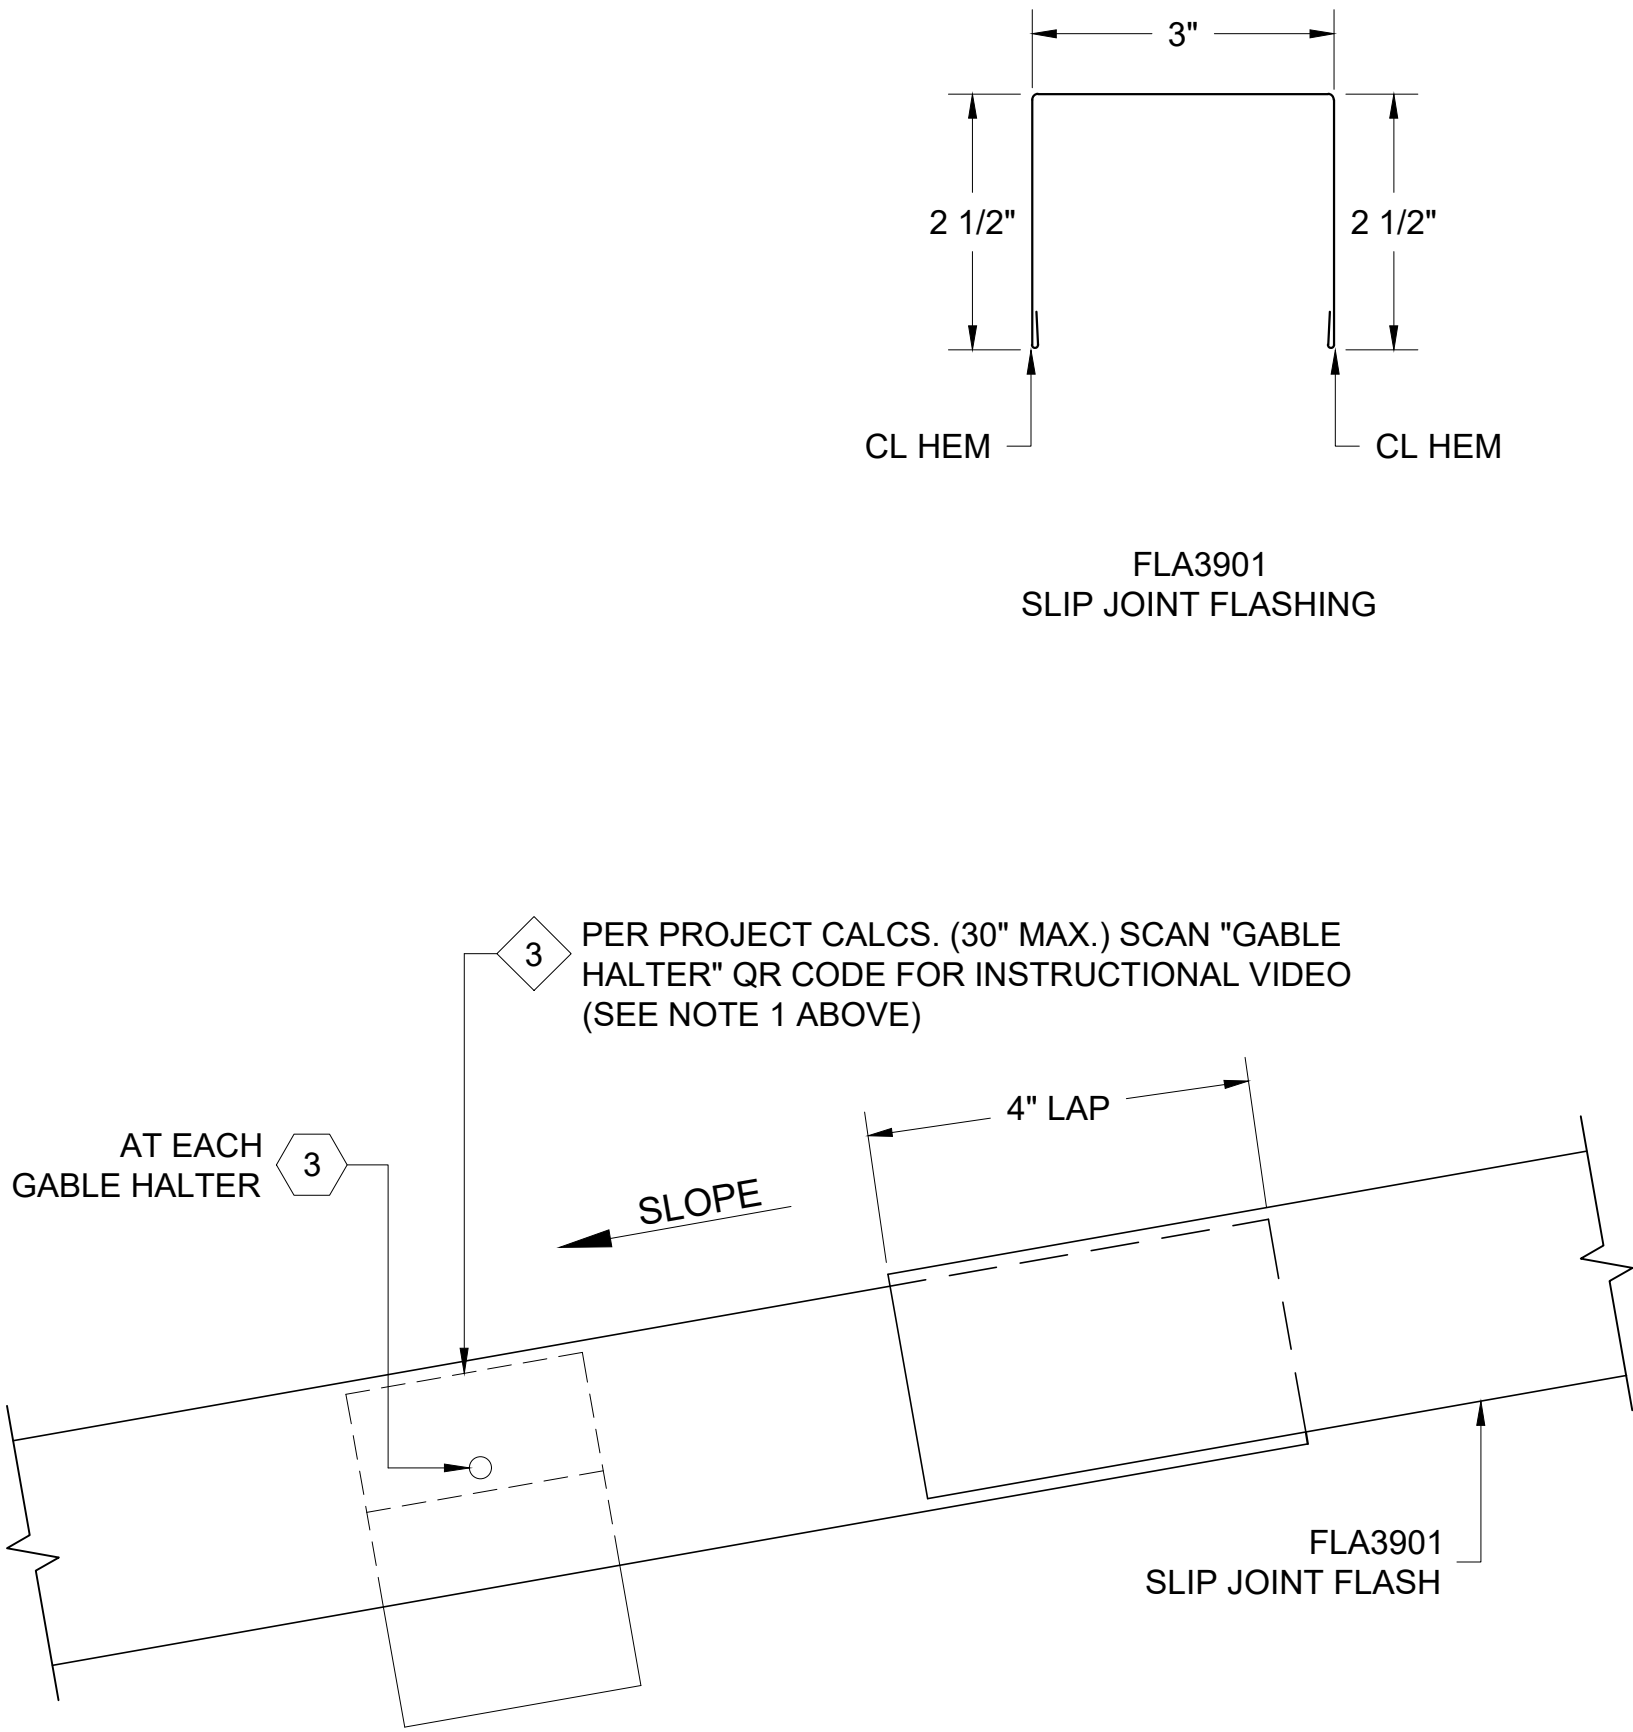 3"
2 1/2"
2 1/2"
CL HEM
CL HEM
FLA3901
SLIP JOINT FLASHING
3
PER PROJECT CALCS. (30" MAX.) SCAN "GABLE
HALTER" QR CODE FOR INSTRUCTIONAL VIDEO
(SEE NOTE 1 ABOVE)
4" LAP
AT EACH
GABLE HALTER
3
SLOPE
FLA3901
SLIP JOINT FLASH